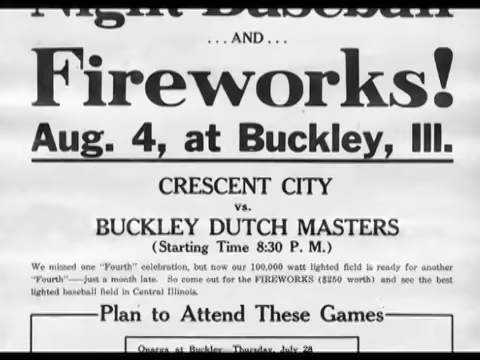 Night Baseball
...AND...
Fireworks!
Aug. 4, at Buckley, Ill.
CRESCENT CITY
vs.
BUCKLEY DUTCH MASTERS
(Starting Time 8:30 P. M.)
We missed one "Fourth" celebration, but now our 100,000 watt lighted field is ready for another
"Fourth"—just a month late. So come out for the FIREWORKS ($250 worth) and see the best
lighted baseball field in Central Illinois.
Plan to Attend These Games
Onarga at Buckley—Thursday, July 28